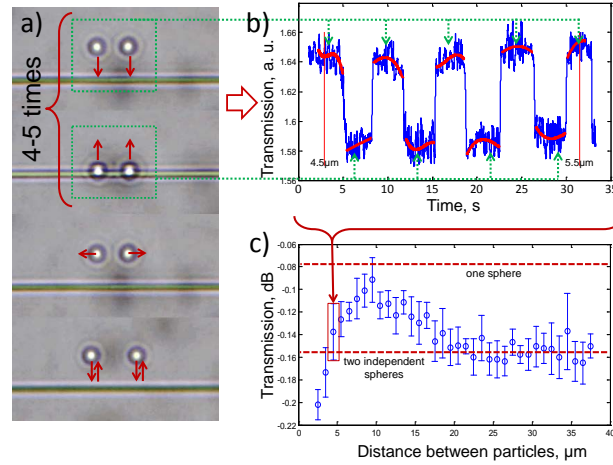 a)
4-5 times
b)
Transmission, a. u.
1.66
1.64
1.62
1.6
1.58
1.56
4.5µm
5.5µm
0
5
10
15
20
25
30
35
Time, s
c)
Transmission, dB
-0.06
-0.08
-0.1
-0.12
-0.14
-0.16
-0.18
-0.2
-0.22
one sphere
two independent
spheres
0
5
10
15
20
25
30
35
40
Distance between particles, µm